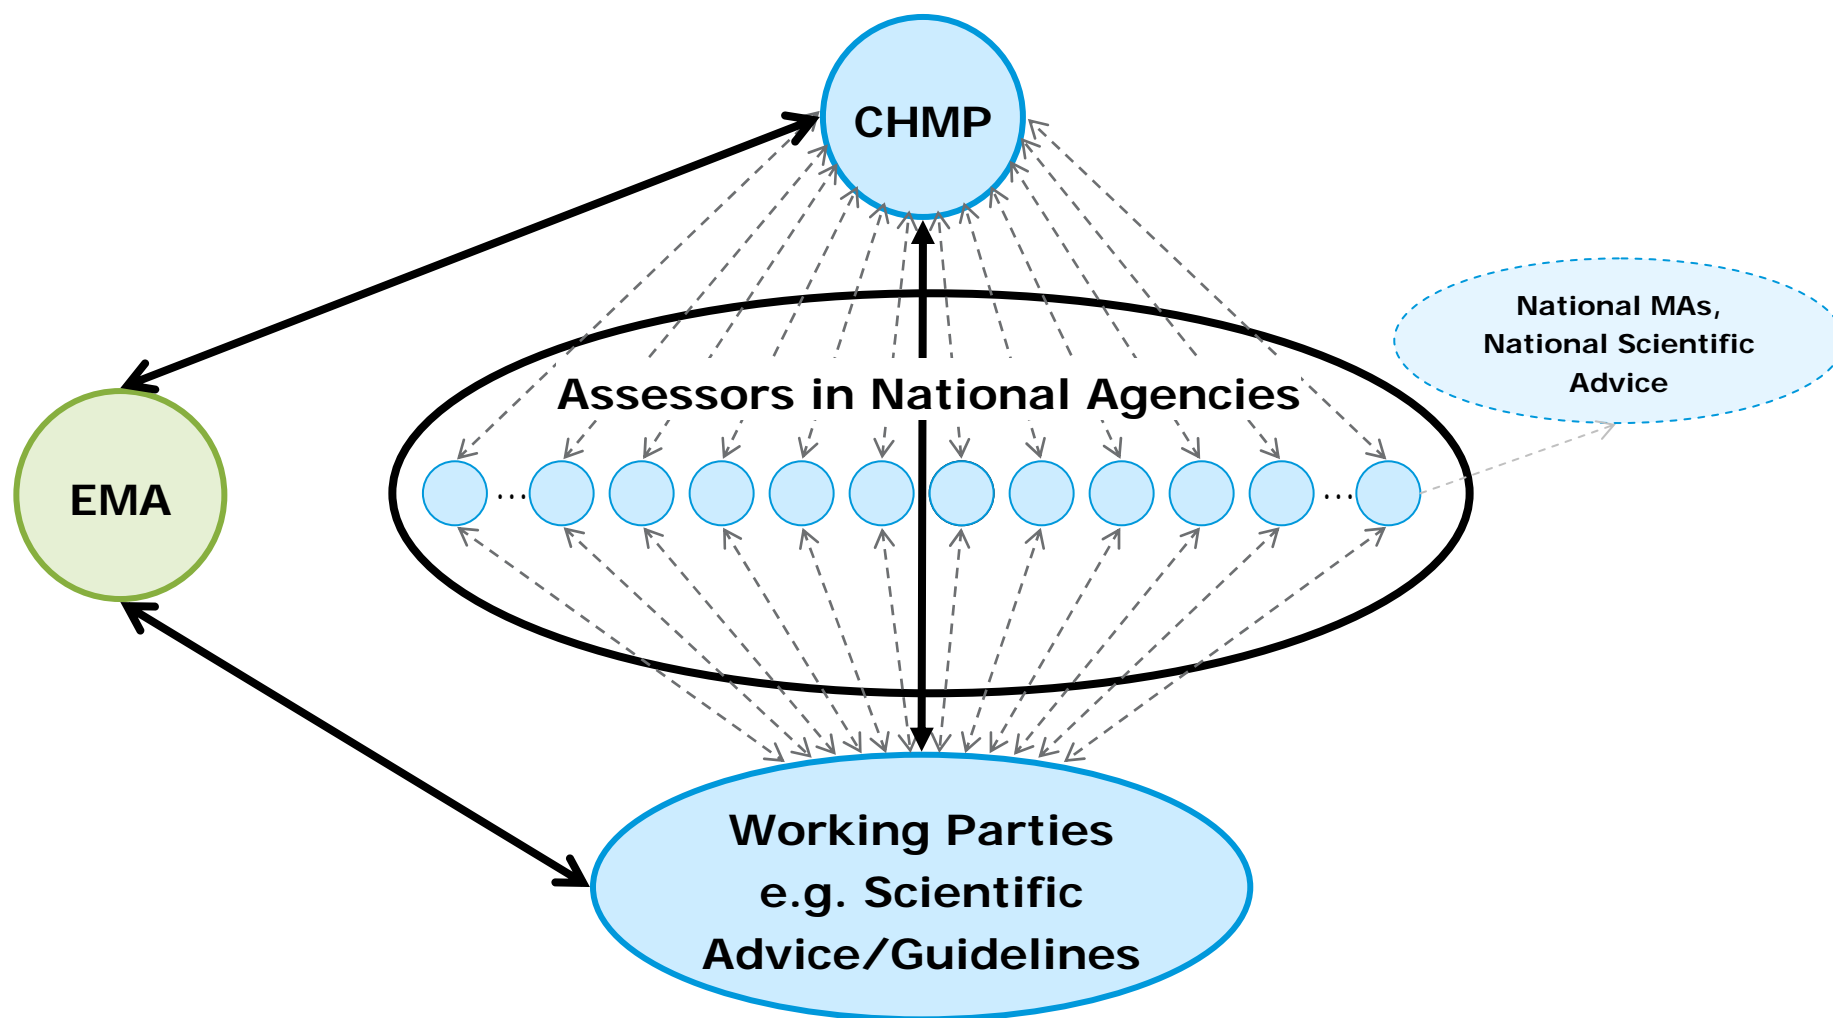 CHMP
National MAs,
National Scientific
Advice
Assessors in National Agencies
EMA
...
...
Working Parties
e.g. Scientific
Advice/Guidelines